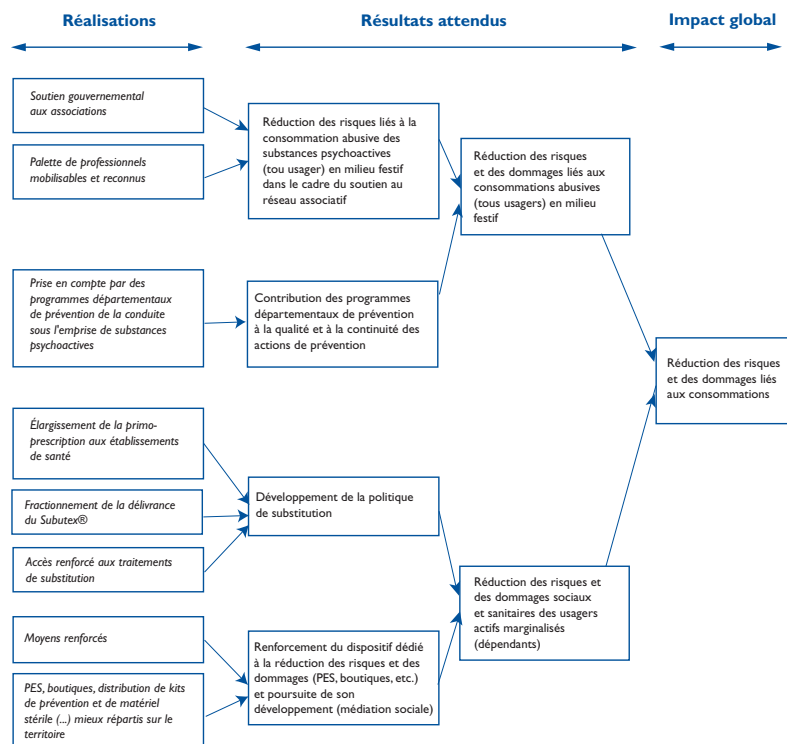 Réalisations
Résultats attendus
Impact global
Soutien gouvernemental
aux associations
Palette de professionnels
mobilisables et reconnus
Prise en compte par des
programmes départementaux
de prévention de la conduite
sous l'emprise de substances
psychoactives
Élargissement de la primo-
prescription aux établissements
de santé
Fractionnement de la délivrance
du Subutex®
Accès renforcé aux traitements
de substitution
Moyens renforcés
PES, boutiques, distribution de kits
de prévention et de matériel
stérile (...) mieux répartis sur le
territoire
Réduction des risques liés à la
consommation abusive des
substances psychoactives
(tou usager) en milieu festif
dans le cadre du soutien au
réseau associatif
Contribution des programmes
départementaux de prévention
à la qualité et à la continuité des
actions de prévention
Développement de la politique
de substitution
Renforcement du dispositif dédié
à la réduction des risques et des
dommages (PES, boutiques, etc.)
et poursuite de son
développement (médiation sociale)
Réduction des risques
et des dommages liés aux
consommations abusives
(tous usagers) en milieu
festif
Réduction des risques et
des dommages sociaux
et sanitaires des usagers
actifs marginalisés
(dépendants)
Réduction des risques
et des dommages liés
aux consommations